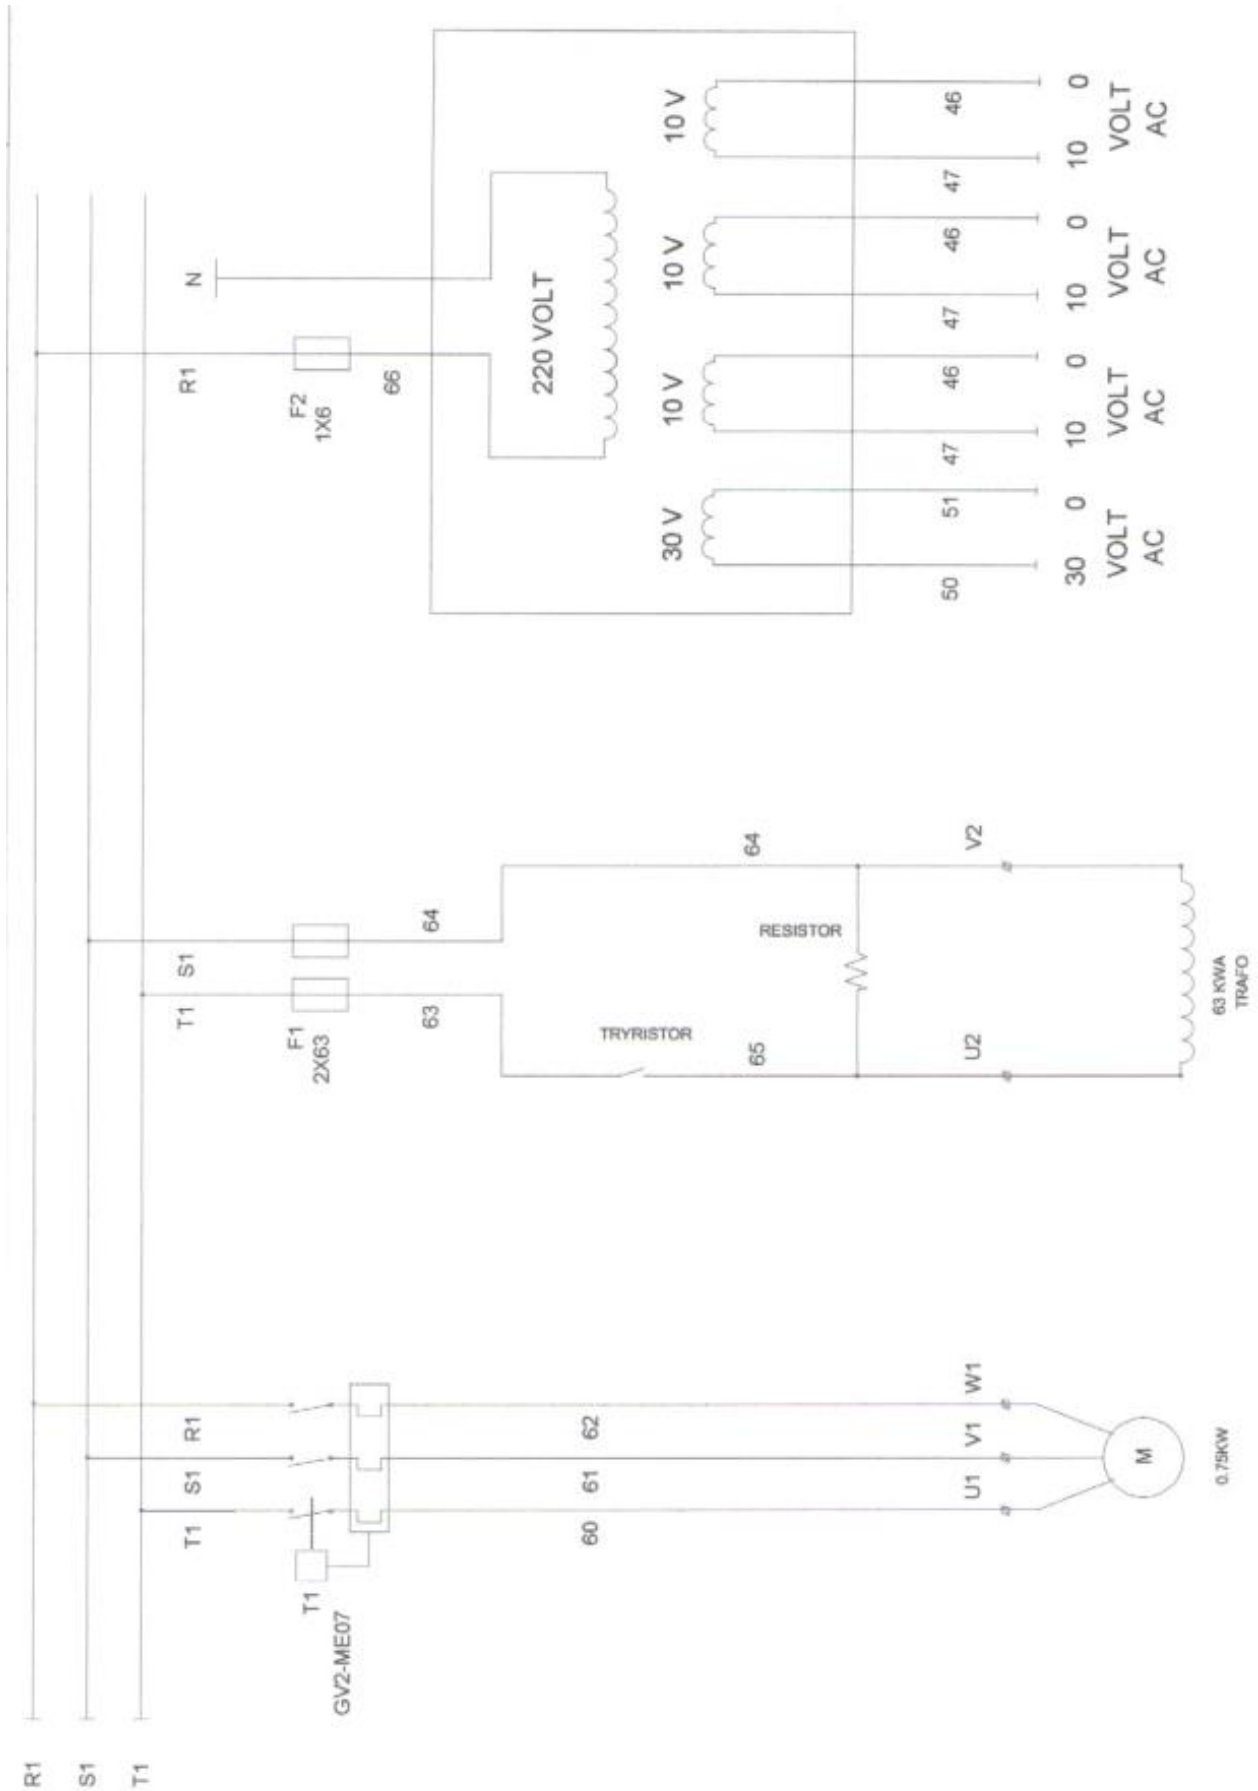 R1
S1
T1
T1
S1
R1
T1
GV2-ME07
60
61
62
U1
V1
W1
M
0.75KW
T1
S1
F1
2X63
63
64
TRYRISTOR
RESISTOR
65
64
U2
V2
63 KWA
TRAFO
R1
N
F2
1X6
66
220 VOLT
30 V
10 V
10 V
10 V
50
51
47
46
47
46
47
46
30
0
10
0
10
0
10
0
VOLT
AC
VOLT
AC
VOLT
AC
VOLT
AC